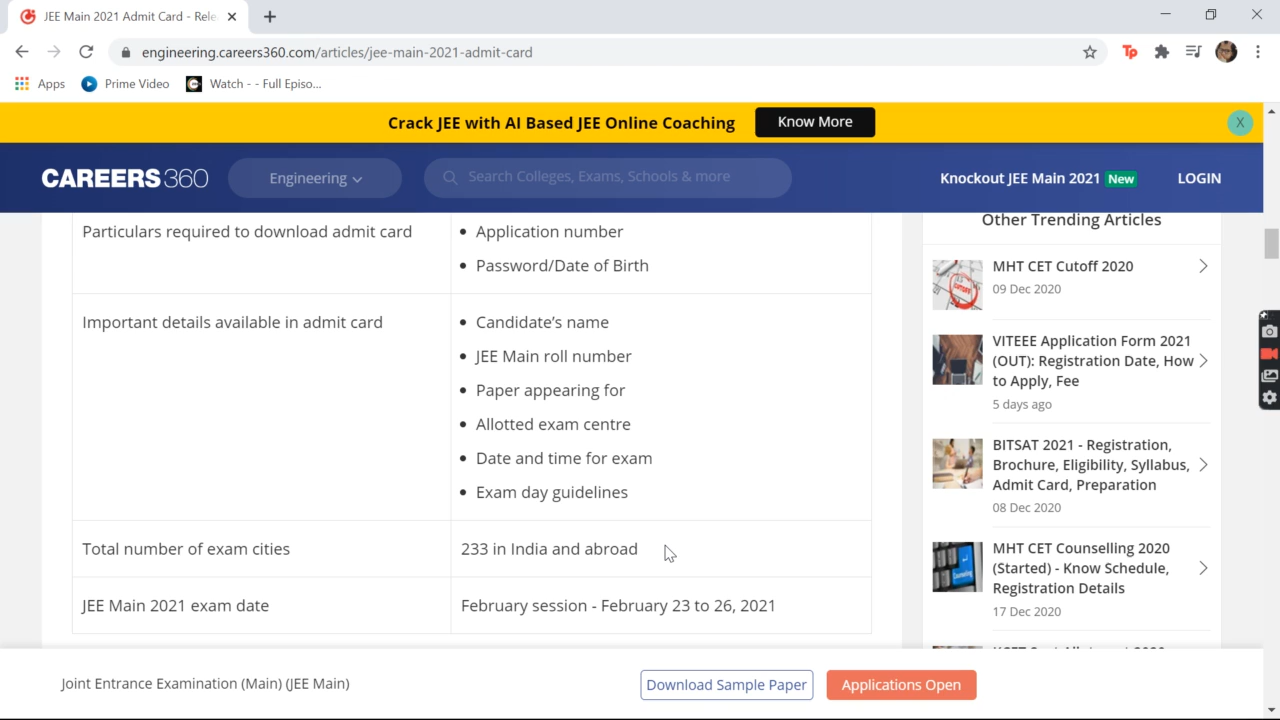 JEE Main 2021 Admit Card - Rele
engineering.careers360.com/articles/jee-main-2021-admit-card
Tp
Apps
Prime Video
Watch - - Full Episo...
Crack JEE with AI Based JEE Online Coaching
Know More
X
CAREERS360
Engineering
Search Colleges, Exams, Schools & more
Knockout JEE Main 2021 New
LOGIN
Particulars required to download admit card
• Application number
• Password/Date of Birth
Important details available in admit card
• Candidate's name
• JEE Main roll number
• Paper appearing for
• Allotted exam centre
• Date and time for exam
• Exam day guidelines
Total number of exam cities
233 in India and abroad
JEE Main 2021 exam date
February session - February 23 to 26, 2021
Other Trending Articles
MHT CET Cutoff 2020
09 Dec 2020
VITEEE Application Form 2021
(OUT): Registration Date, How
to Apply, Fee
5 days ago
BITSAT 2021 - Registration,
Brochure, Eligibility, Syllabus,
Admit Card, Preparation
08 Dec 2020
MHT CET Counselling 2020
(Started) - Know Schedule,
Registration Details
17 Dec 2020
Joint Entrance Examination (Main) (JEE Main)
Download Sample Paper
Applications Open